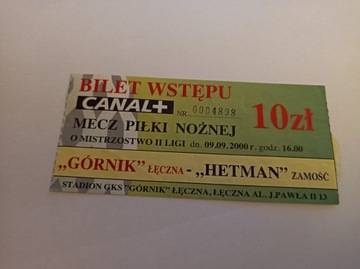 BILET WSTĘPU
CANAL+
NR 0004898
10zł
MECZ PIŁKI NOŻNEJ
O MISTRZOSTWO II LIGI dn. 09.09.2000 r. godz. 16.00
„GÓRNIK” ŁĘCZNA - „HETMAN” ZAMOŚĆ
STADION GKS "GÓRNIK" ŁĘCZNA, ŁĘCZNA AL. J.PAWŁA II 13